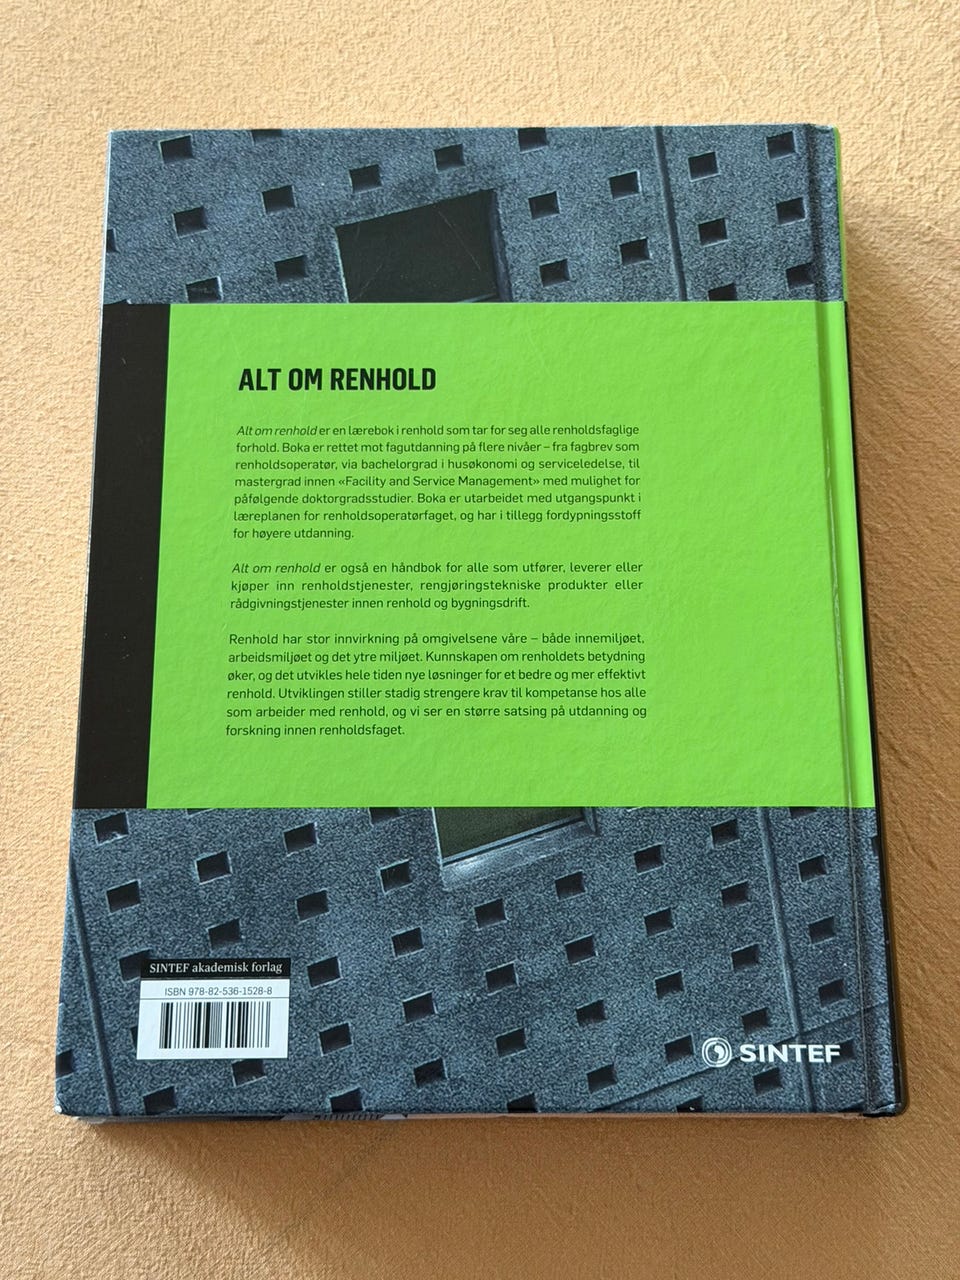 ALT OM RENHOLD
Alt om renhold er en lærebok i renhold som tar for seg alle renholdsfaglige
forhold. Boka er rettet mot fagutdanning på flere nivåer – fra fagbrev som
renholdsoperatør, via bachelorgrad i husøkonomi og serviceledelse, til
mastergrad innen «Facility and Service Management» med mulighet for
påfølgende doktorgradsstudier. Boka er utarbeidet med utgangspunkt i
læreplanen for renholdsoperatørfaget, og har i tillegg fordypningsstoff
for høyere utdanning.
Alt om renhold er også en håndbok for alle som utfører, leverer eller
kjøper inn renholdstjenester, rengjøringstekniske produkter eller
rådgivningstjenester innen renhold og bygningsdrift.
Renhold har stor innvirkning på omgivelsene våre – både innemiljøet,
arbeidsmiljøet og det ytre miljøet. Kunnskapen om renholdets betydning
øker, og det utvikles hele tiden nye løsninger for et bedre og mer effektivt
renhold. Utviklingen stiller stadig strengere krav til kompetanse hos alle
som arbeider med renhold, og vi ser en større satsing på utdanning og
forskning innen renholdsfaget.
SINTEF akademisk forlag
ISBN 978-82-536-1528-8
SINTEF